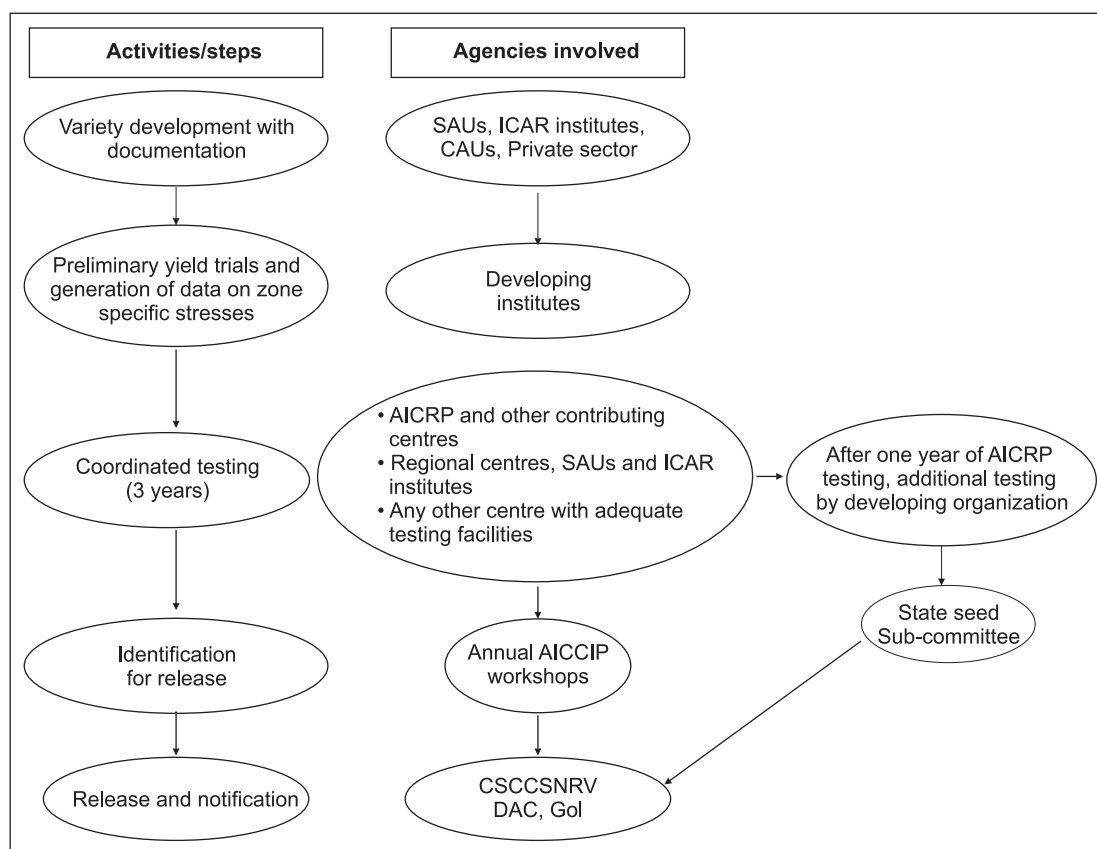 Activities/steps
Agencies involved
Variety development with
documentation
SAUs, ICAR institutes,
CAUs, Private sector
Preliminary yield trials and
generation of data on zone
specific stresses
Developing
institutes
Coordinated testing
(3 years)
• AICRP and other contributing
centres
• Regional centres, SAUs and ICAR
institutes
• Any other centre with adequate
testing facilities
After one year of AICRP
testing, additional testing
by developing organization
State seed
Sub-committee
Identification
for release
Annual AICCIP
workshops
Release and notification
CSCCSNRV
DAC, GoI